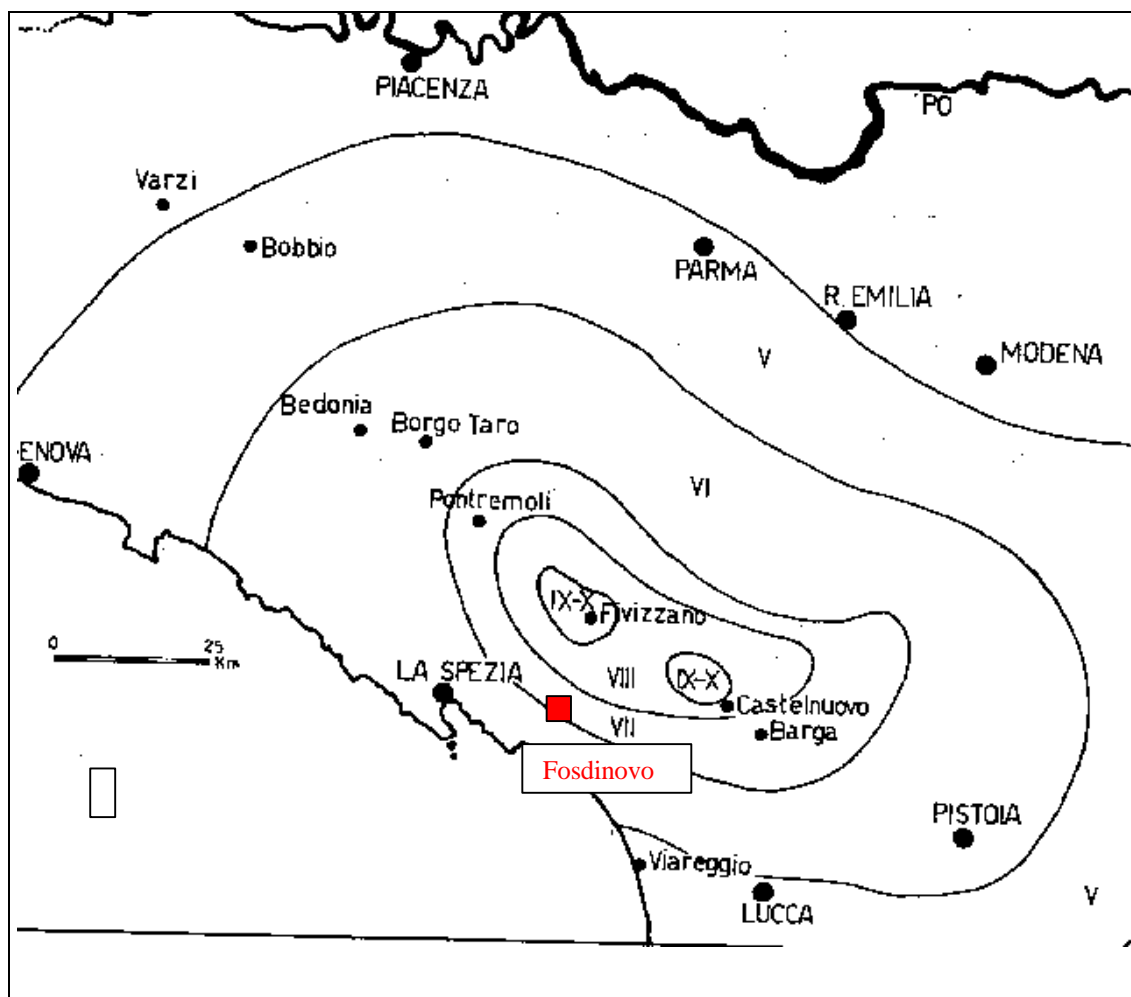 PIACENZA
PO
Varzi
Bobbio
PARMA
R. EMILIA
MODENA
V
Bedonia
Borgo Taro
ENOVA
VI
Pontremoli
IX-X
Fivizzano
0 25
Km
LA SPEZIA
VIII
IX-X
Castelnuovo
VII
Barga
Fosdinovo
PISTOIA
Viareggio
V
LUCCA